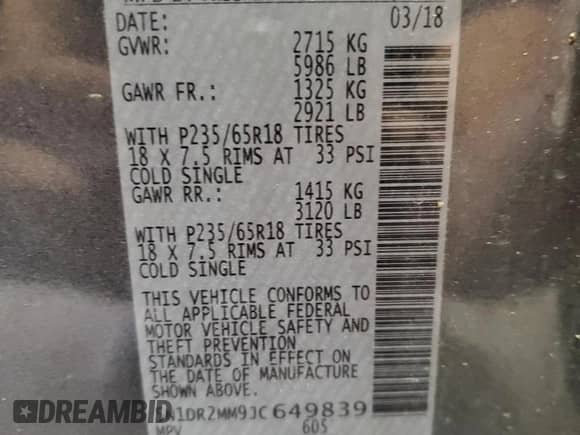 DATE: 03/18
GVWR: 2715 KG
5986 LB
GAWR FR.: 1325 KG
2921 LB
WITH P235/65R18 TIRES
18 X 7.5 RIMS AT 33 PSI
COLD SINGLE
GAWR RR.: 1415 KG
3120 LB
WITH P235/65R18 TIRES
18 X 7.5 RIMS AT 33 PSI
COLD SINGLE
THIS VEHICLE CONFORMS TO
ALL APPLICABLE FEDERAL
MOTOR VEHICLE SAFETY AND
THEFT PREVENTION
STANDARDS IN EFFECT ON
THE DATE OF MANUFACTURE
SHOWN ABOVE.
N1DR2MM9JC649839
MPV 605
DREAMBID